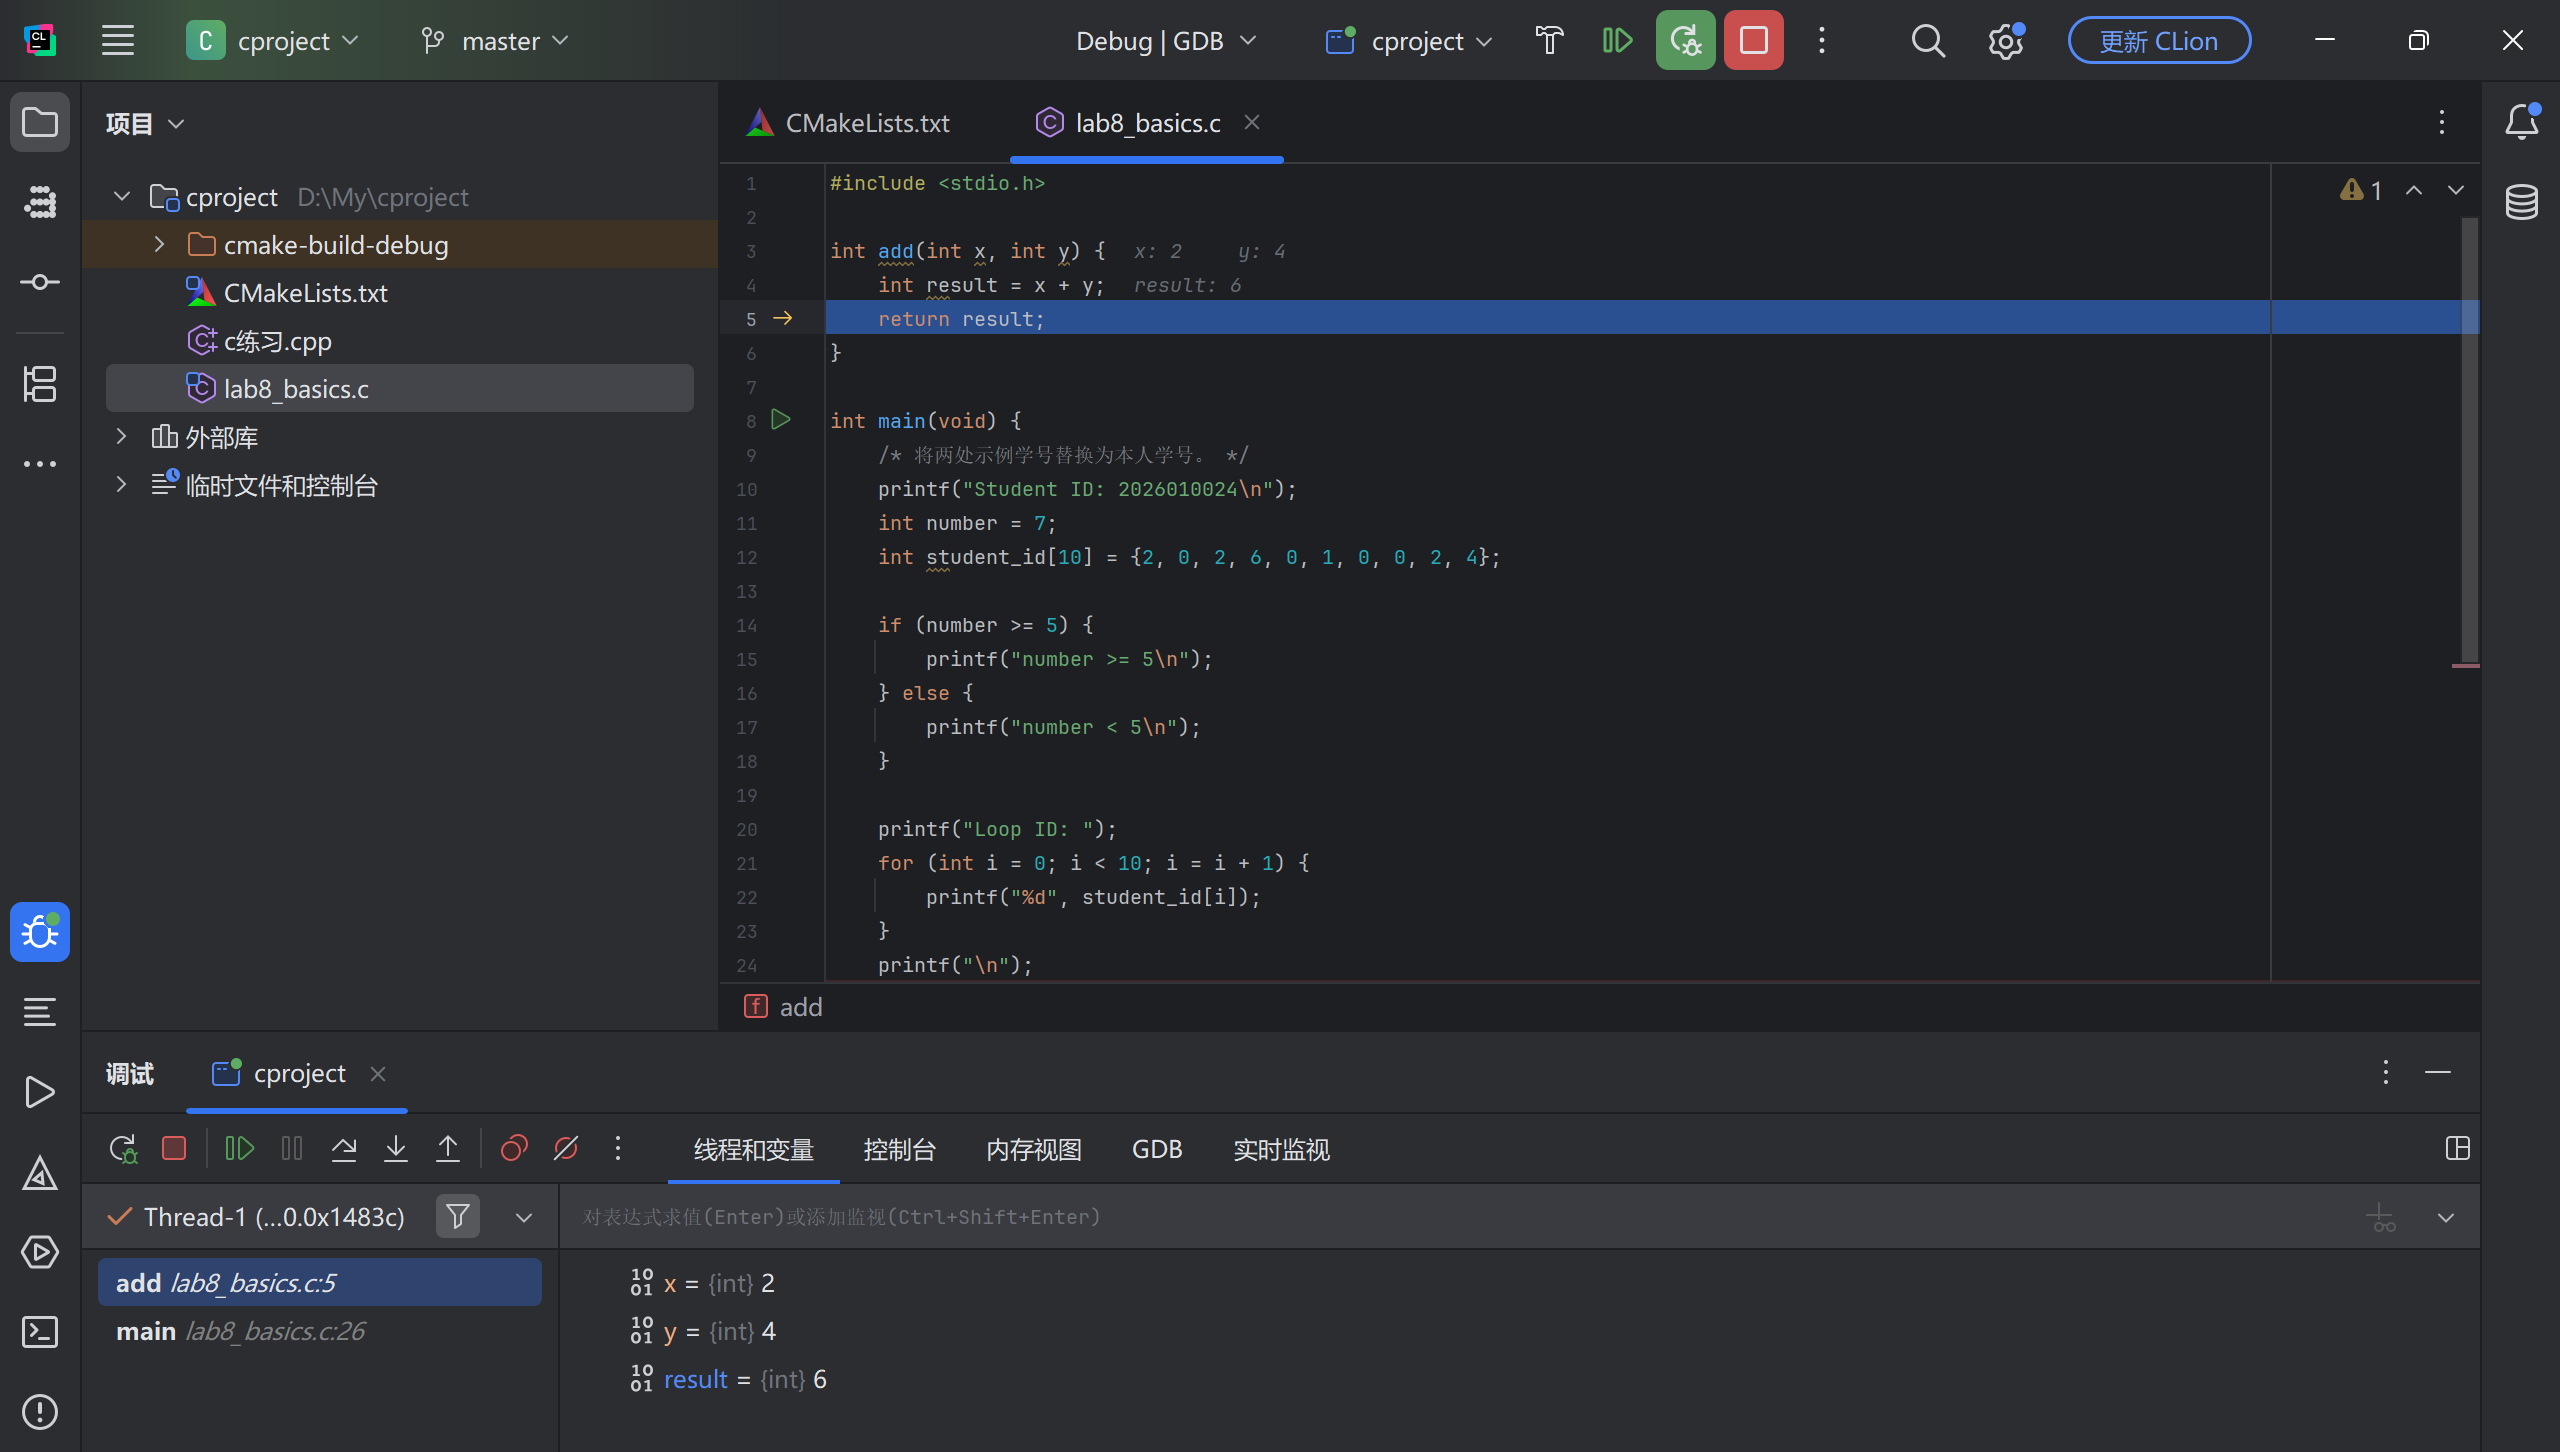 CL
C cproject
master
Debug | GDB
cproject
更新 CLion
项目
CMakeLists.txt
lab8_basics.c
cproject D:\My\cproject
cmake-build-debug
CMakeLists.txt
c练习.cpp
lab8_basics.c
外部库
临时文件和控制台
1
1 #include <stdio.h>
2
3 int add(int x, int y) { x: 2 y: 4
4 int result = x + y; result: 6
5 return result;
6 }
7
8 int main(void) {
9 /* 将两处示例学号替换为本人学号。 */
10 printf("Student ID: 2026010024\n");
11 int number = 7;
12 int student_id[10] = {2, 0, 2, 6, 0, 1, 0, 0, 2, 4};
13
14 if (number >= 5) {
15 printf("number >= 5\n");
16 } else {
17 printf("number < 5\n");
18 }
19
20 printf("Loop ID: ");
21 for (int i = 0; i < 10; i = i + 1) {
22 printf("%d", student_id[i]);
23 }
24 printf("\n");
f add
调试
cproject
线程和变量
控制台
内存视图
GDB
实时监视
Thread-1 (...0.0x1483c)
对表达式求值(Enter)或添加监视(Ctrl+Shift+Enter)
add lab8_basics.c:5
main lab8_basics.c:26
x = {int} 2
y = {int} 4
result = {int} 6